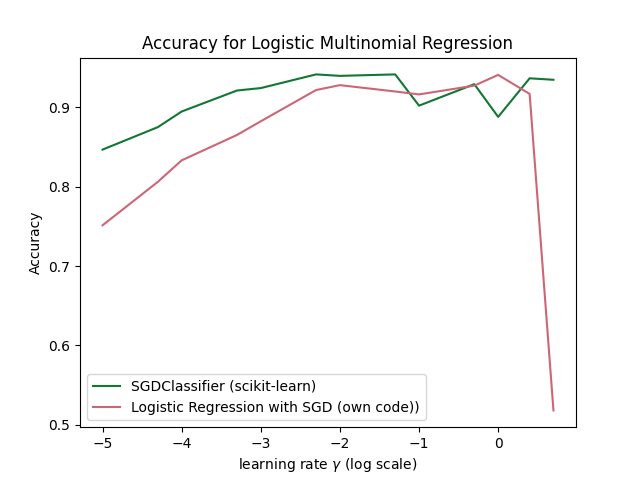 Accuracy for Logistic Multinomial Regression
Accuracy
0.9
0.8
0.7
0.6
0.5
SGDClassifier (scikit-learn)
Logistic Regression with SGD (own code))
−5
−4
−3
−2
−1
0
learning rate γ (log scale)